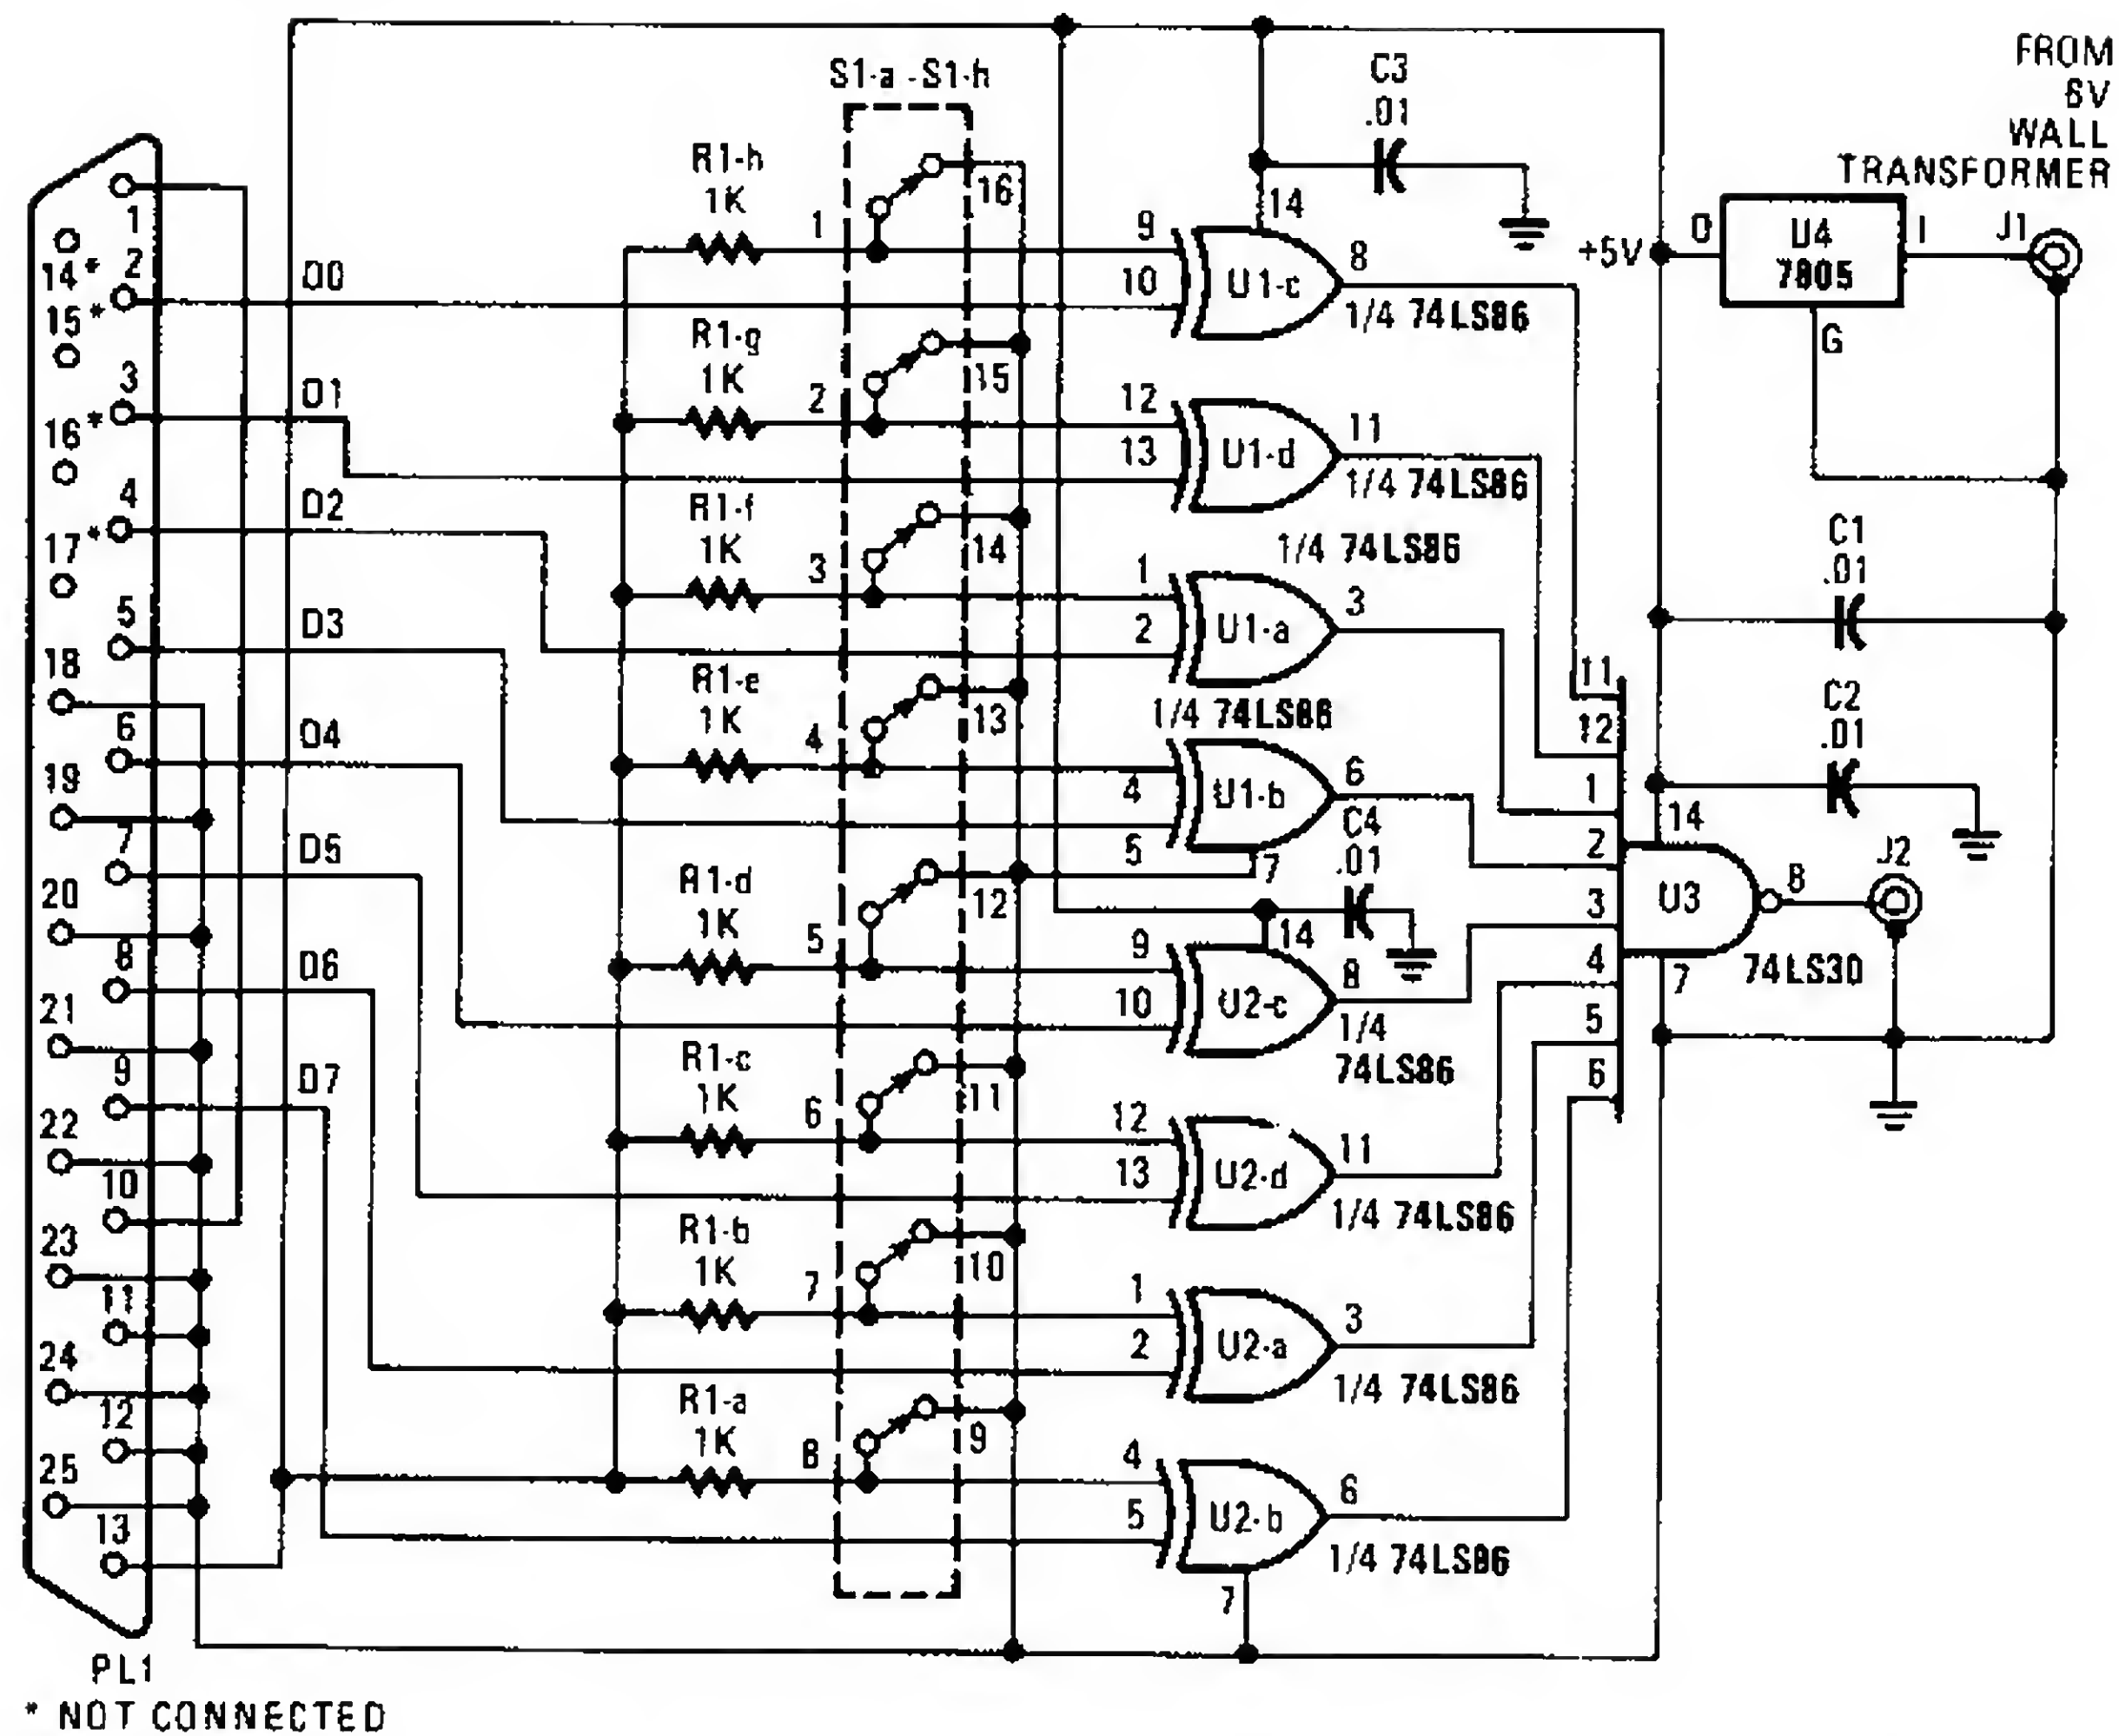 S1-a - S1-h
C3
.01
FROM
6V
WALL
TRANSFORMER
R1-h
1K
1
16
14
9
10
U1-c
8
1/4 74LS86
+5V
O
U4
7805
I
J1
G
1
14*
2
D0
15*
R1-g
1K
2
15
12
13
U1-d
11
1/4 74LS86
3
D1
16*
4
D2
17*
R1-f
1K
3
14
1/4 74LS86
1
2
U1-a
3
C1
.01
5
D3
18
R1-e
1K
4
13
1/4 74LS86
4
5
U1-b
6
7
C4
.01
11
12
1
2
3
4
5
6
C2
.01
14
U3
8
7
74LS30
J2
6
D4
19
7
D5
20
R1-d
1K
5
12
14
9
10
U2-c
8
1/4
74LS86
8
D6
21
9
D7
22
R1-c
1K
6
11
12
13
U2-d
11
1/4 74LS86
10
23
R1-b
1K
7
10
1
2
U2-a
3
1/4 74LS86
11
24
12
R1-a
1K
8
9
4
5
U2-b
6
1/4 74LS86
7
25
13
PL1
* NOT CONNECTED